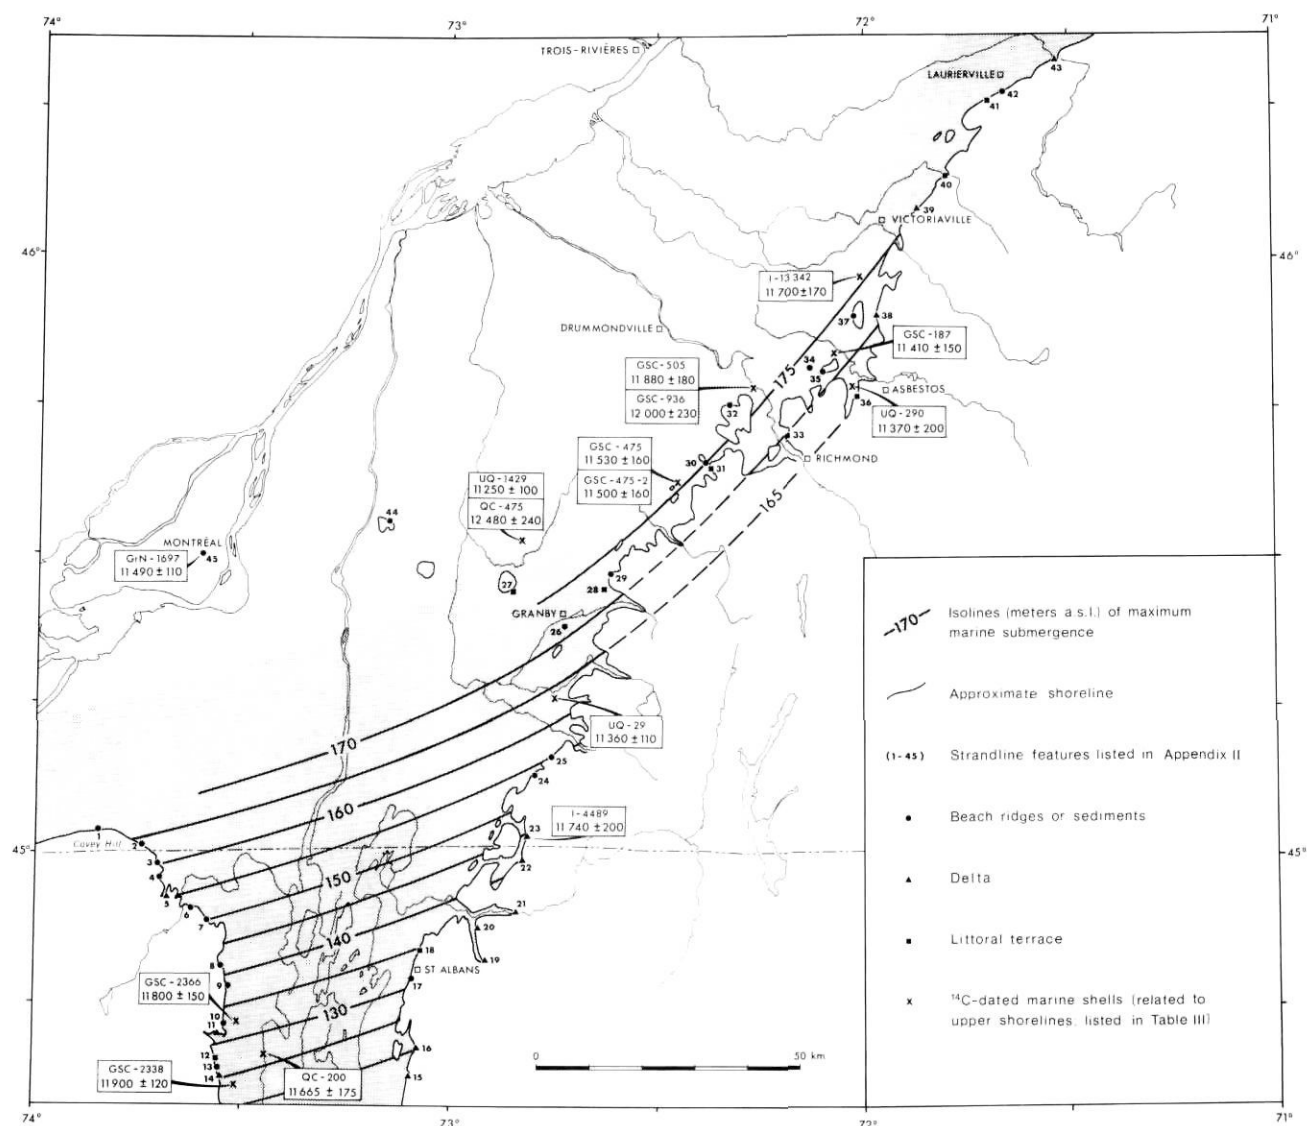 74°
73°
72°
71°
TROIS-RIVIÈRES
LAURIERVILLE
43
42
41
40
39
VICTORIAVILLE
46°
46°
I-13 342
11 700 ± 170
37
38
DRUMMONDVILLE
GSC-187
11 410 ± 150
34
35
175
GSC-505
11 880 ± 180
GSC-936
12 000 ± 230
32
ASBESTOS
36
UQ-290
11 370 ± 200
33
RICHMOND
GSC-475
11 530 ± 160
GSC-475-2
11 500 ± 160
30
31
165
UQ-1429
11 250 ± 100
QC-475
12 480 ± 240
44
MONTRÉAL
45
GrN-1697
11 490 ± 110
27
29
28
GRANBY
26
170
UQ-29
11 360 ± 110
25
24
160
I-4489
11 740 ± 200
23
22
1
Covey Hill
2
3
4
5
6
7
45°
45°
150
21
20
19
140
18
ST ALBANS
17
8
9
GSC-2366
11 800 ± 150
10
11
130
12
13
14
16
15
GSC-2338
11 900 ± 120
QC-200
11 665 ± 175
0
50 km
-170-
Isolines (meters a.s.l.) of maximum
marine submergence
Approximate shoreline
(1-45)
Strandline features listed in Appendix II
Beach ridges or sediments
Delta
Littoral terrace
x
14C-dated marine shells (related to
upper shorelines, listed in Table III)
74°
73°
72°
71°